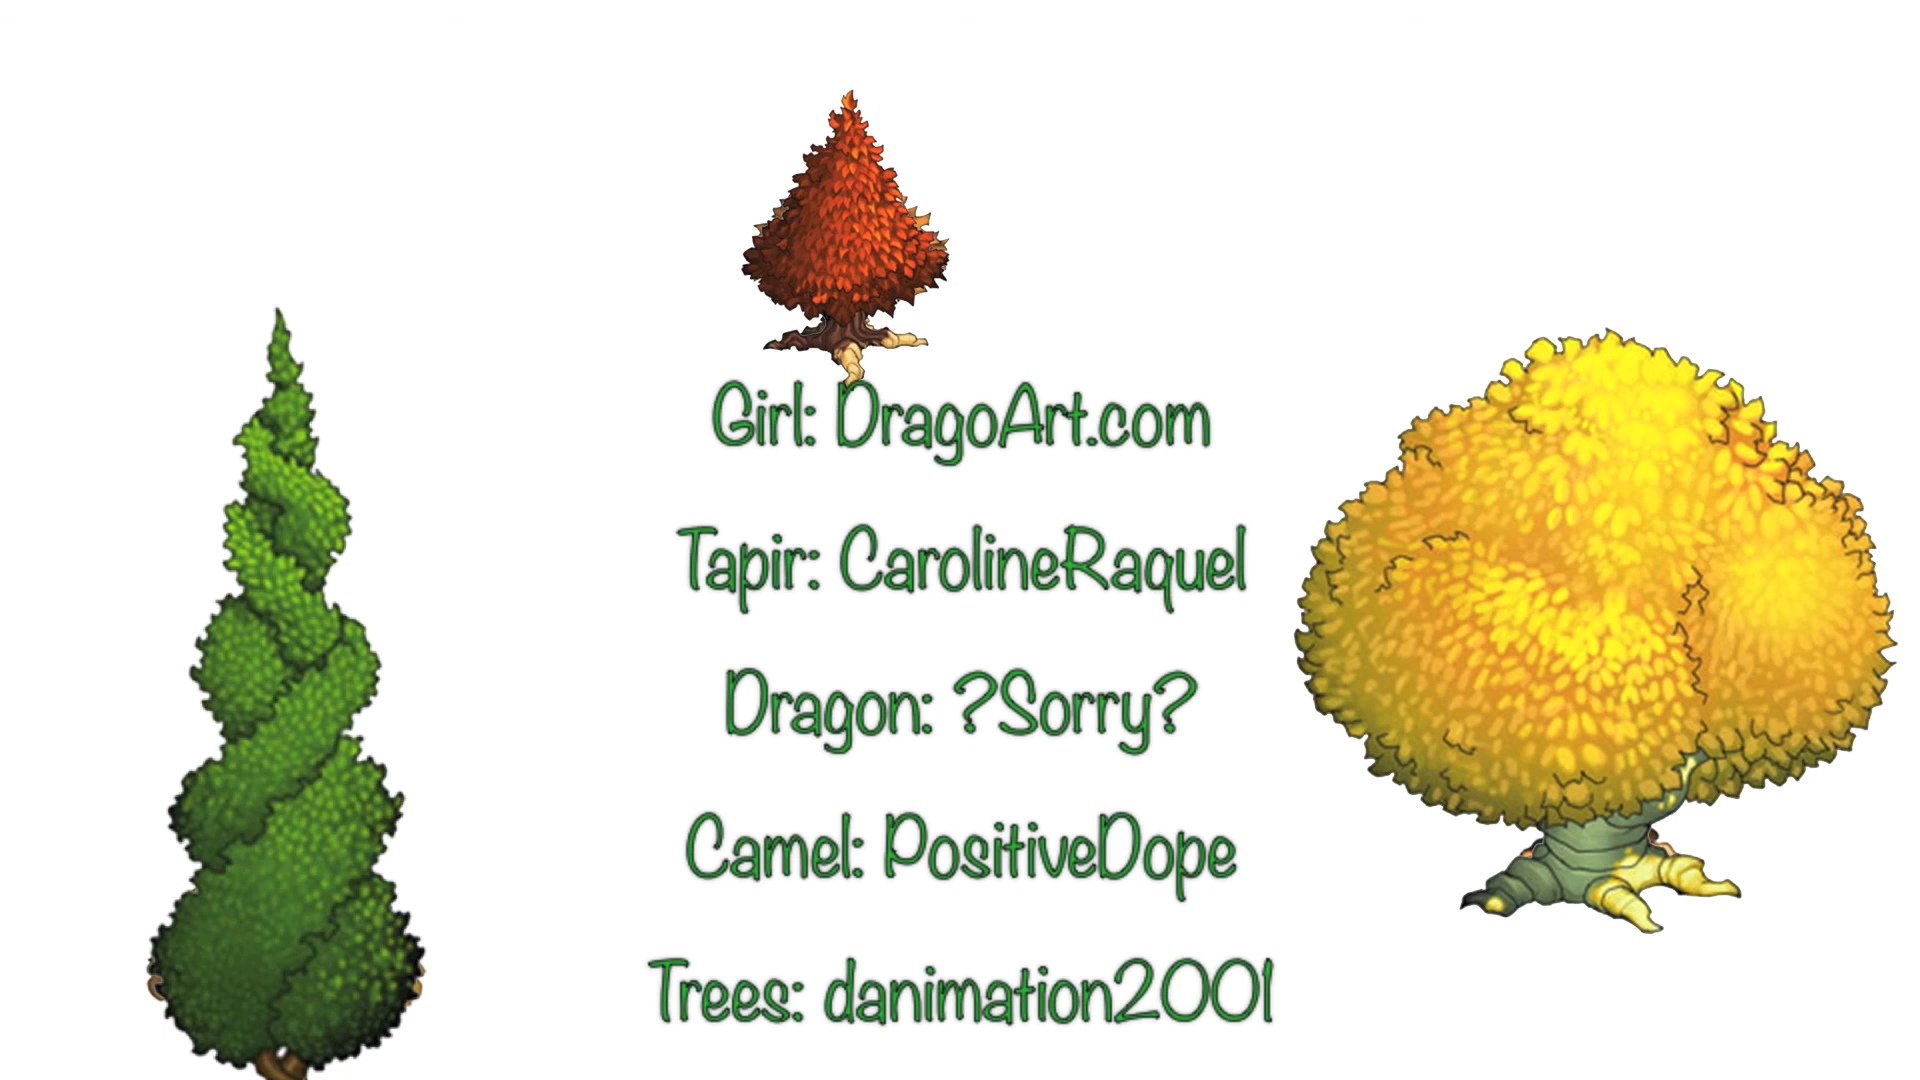 Girl: DragoArt.com
Tapir: CarolineRaquel
Dragon: ?Sorry?
Camel: PositiveDope
Trees: danimation2001